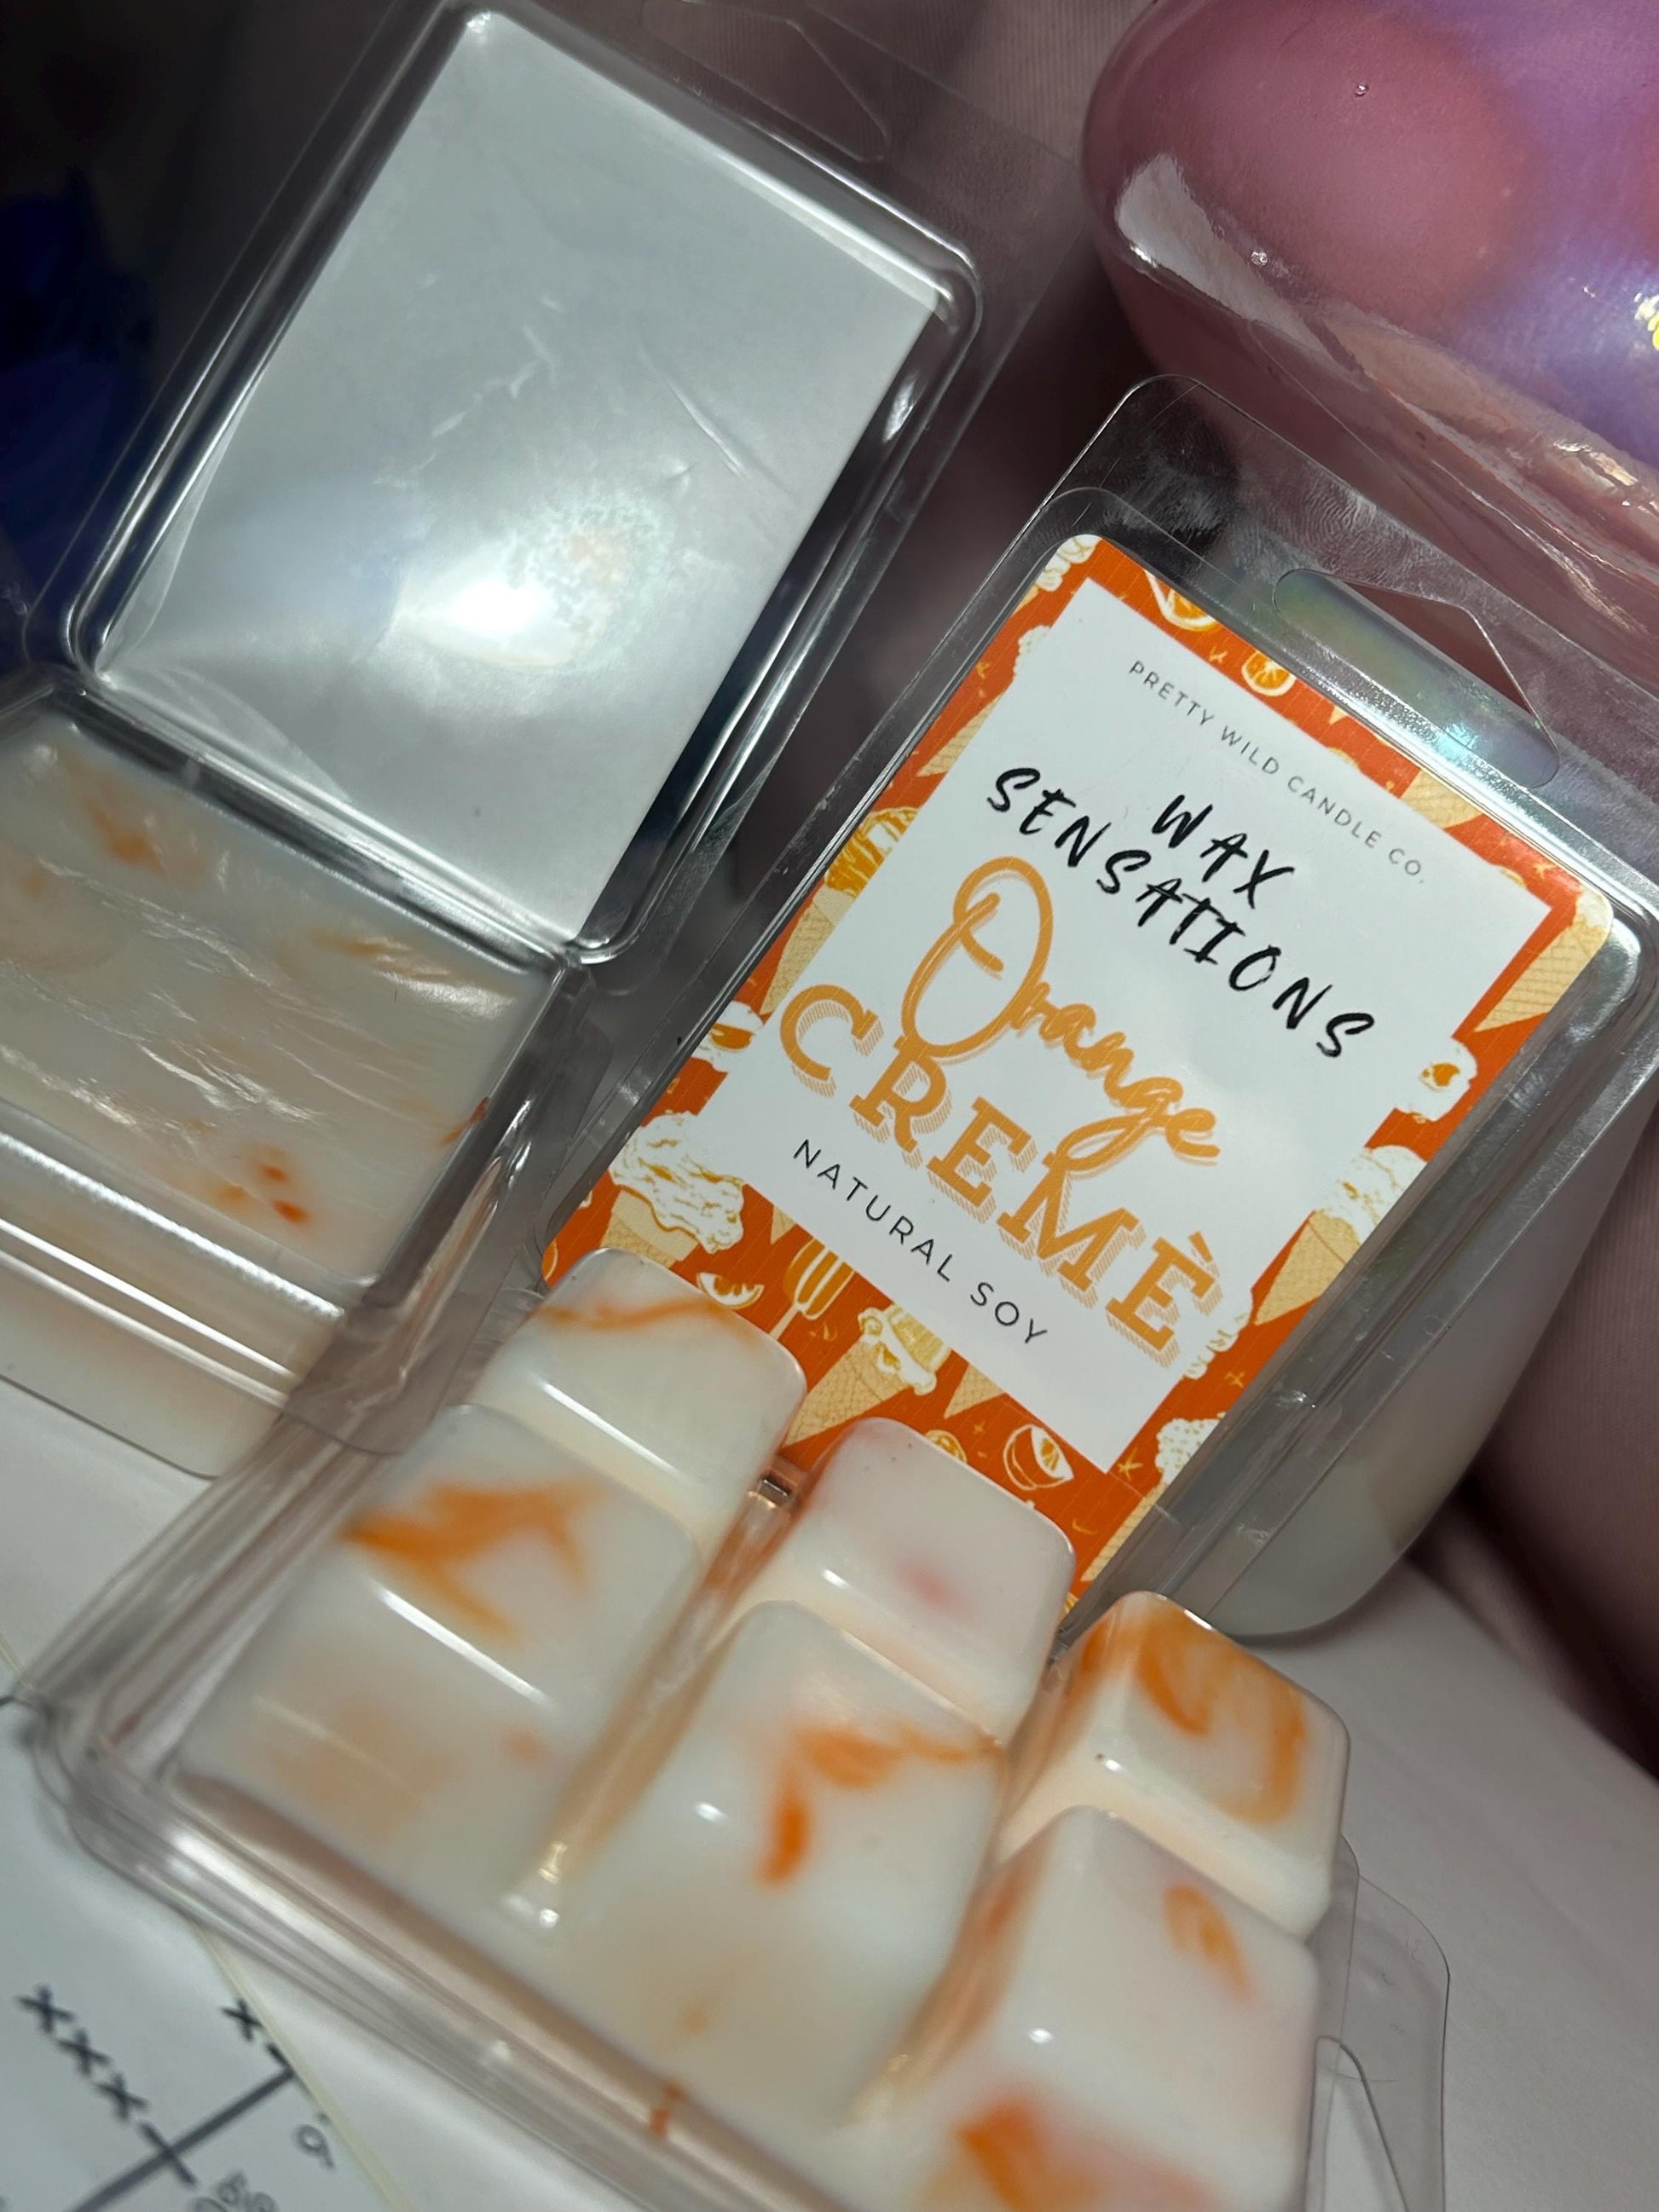 PRETTY WILD CANDLE CO.
WAX
SENSATIONS
Orange
CREMÈ
NATURAL SOY